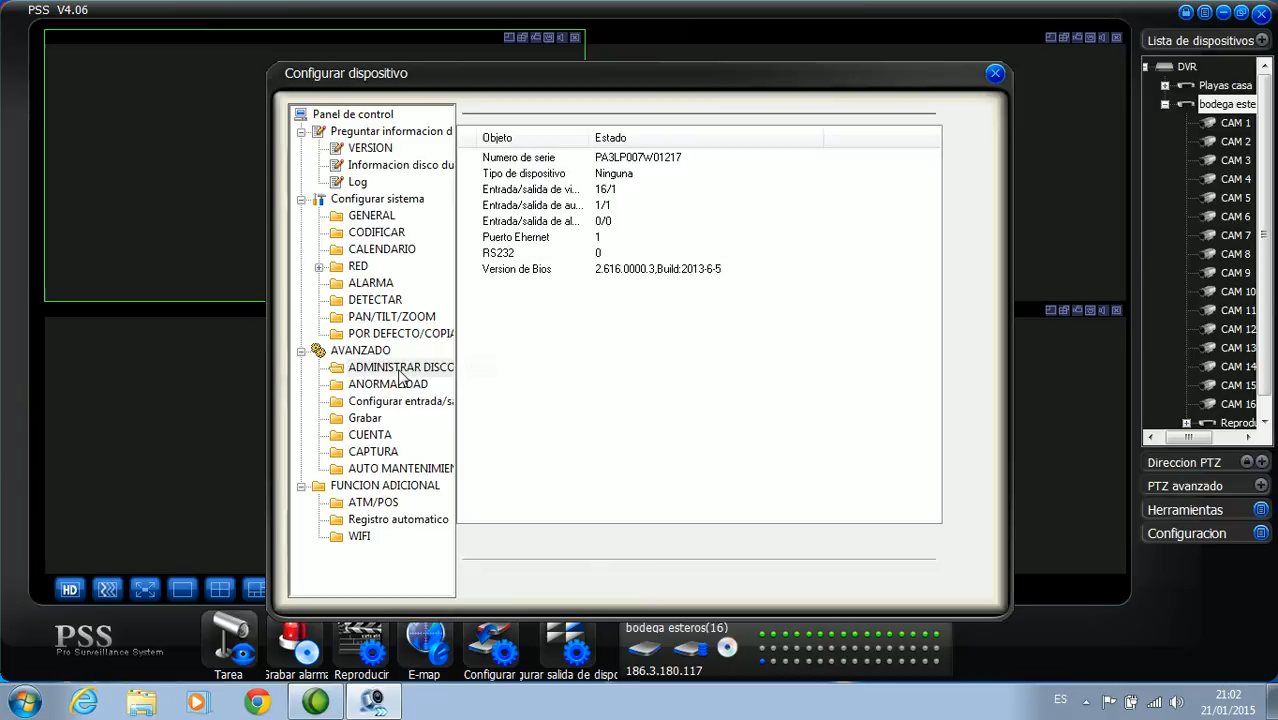 PSS V4.06
Lista de dispositivos
Configurar dispositivo
DVR
Playas casa
bodega este
CAM 1
CAM 2
CAM 3
CAM 4
CAM 5
CAM 6
CAM 7
CAM 8
CAM 9
CAM 10
CAM 11
CAM 12
CAM 13
CAM 14
CAM 15
CAM 16
Reprod
Direccion PTZ
PTZ avanzado
Herramientas
Configuracion
Panel de control
Preguntar informacion d
VERSION
Informacion disco du
Log
Configurar sistema
GENERAL
CODIFICAR
CALENDARIO
RED
ALARMA
DETECTAR
PAN/TILT/ZOOM
POR DEFECTO/COPIA
AVANZADO
ADMINISTRAR DISCO
ANORMALIDAD
Configurar entrada/sa
Grabar
CUENTA
CAPTURA
AUTO MANTENIMIEN
FUNCION ADICIONAL
ATM/POS
Registro automatico
WIFI
Objeto Estado
Numero de serie PA3LP007W01217
Tipo de dispositivo Ninguna
Entrada/salida de vi... 16/1
Entrada/salida de au... 1/1
Entrada/salida de al... 0/0
Puerto Ehernet 1
RS232 0
Version de Bios 2.616.0000.3,Build:2013-6-5
HD
PSS
Pro Surveillance System
Tarea
Grabar alarma
Reproducir
E-map
Configurar
gurar salida de dispo
bodega esteros(16)
186.3.180.117
ES
21:02
21/01/2015